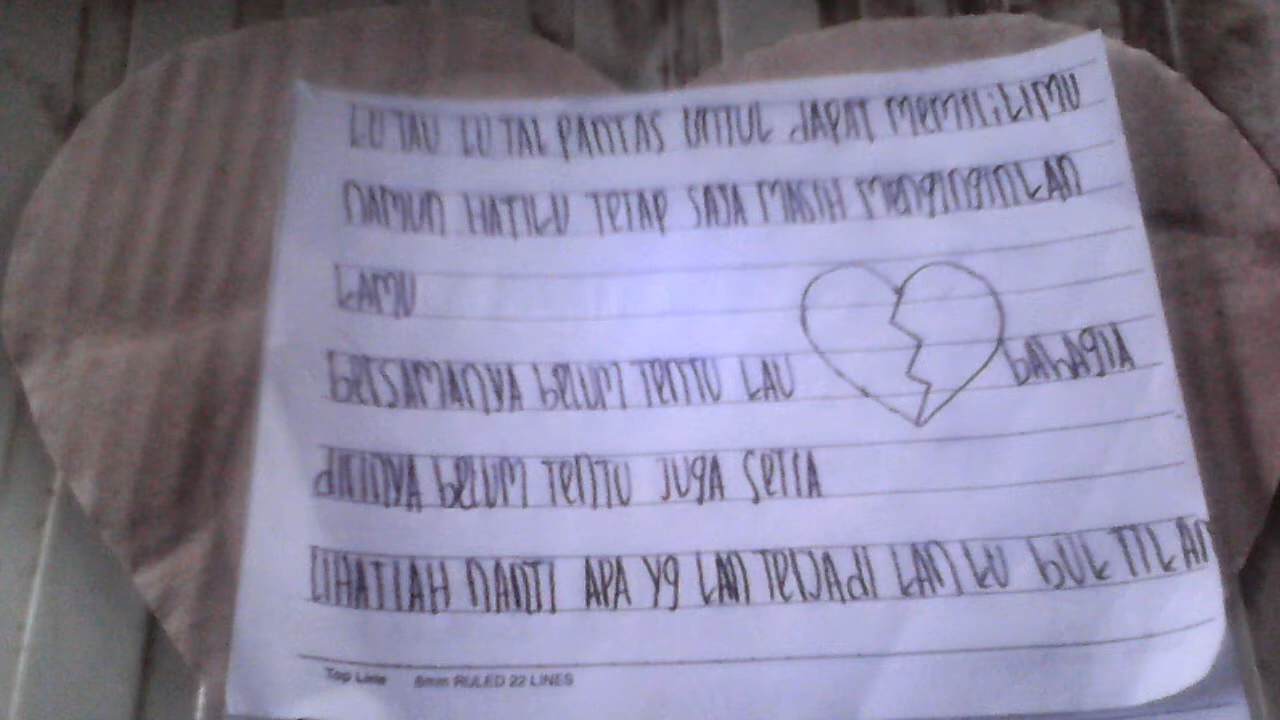 KU TAU KU TAK PANTAS UNTUK dAPAT MeMILiKIMU
NAMUN HATIKU TETAP SAJA MASIH MeNgINgINKAN
KAMU
beRSAMANYA beLUM TeNTU KAU bAhAgIA
dIRINYA beLUM TeNTU JUgA SeTIA
LIHATLAH NANTI APA Yg KAN TeRJAdI KAN KU bUKTIKAN
Top Line 8mm RULED 22 LINES